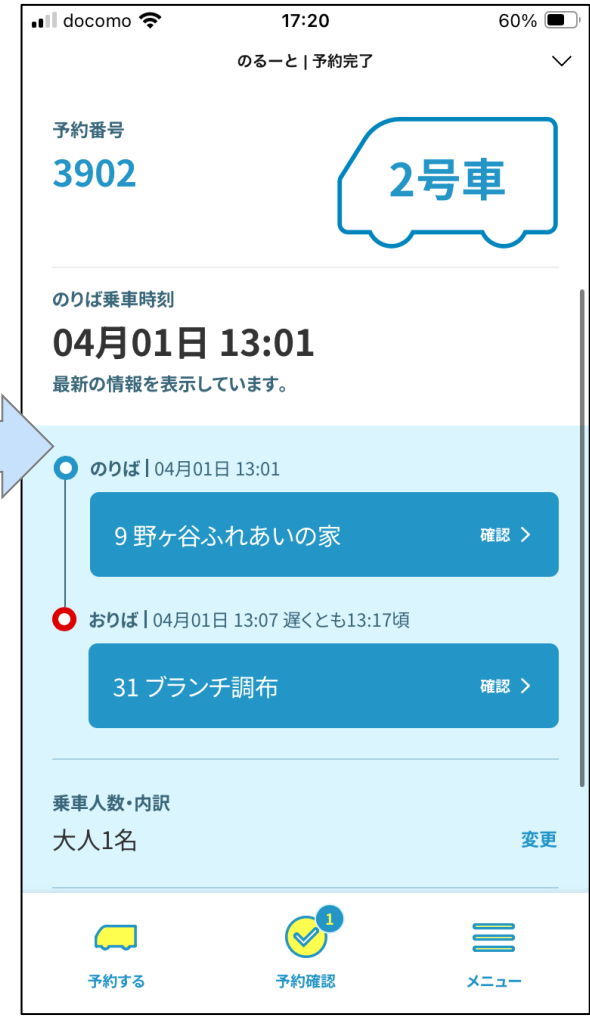 docomo 17:20 60%
のるーと | 予約完了
予約番号
3902
2号車
のりば乗車時刻
04月01日 13:01
最新の情報を表示しています。
のりば | 04月01日 13:01
9 野ヶ谷ふれあいの家 確認
おりば | 04月01日 13:07 遅くとも13:17頃
31 ブランチ調布 確認
乗車人数・内訳
大人1名 変更
1
予約する 予約確認 メニュー